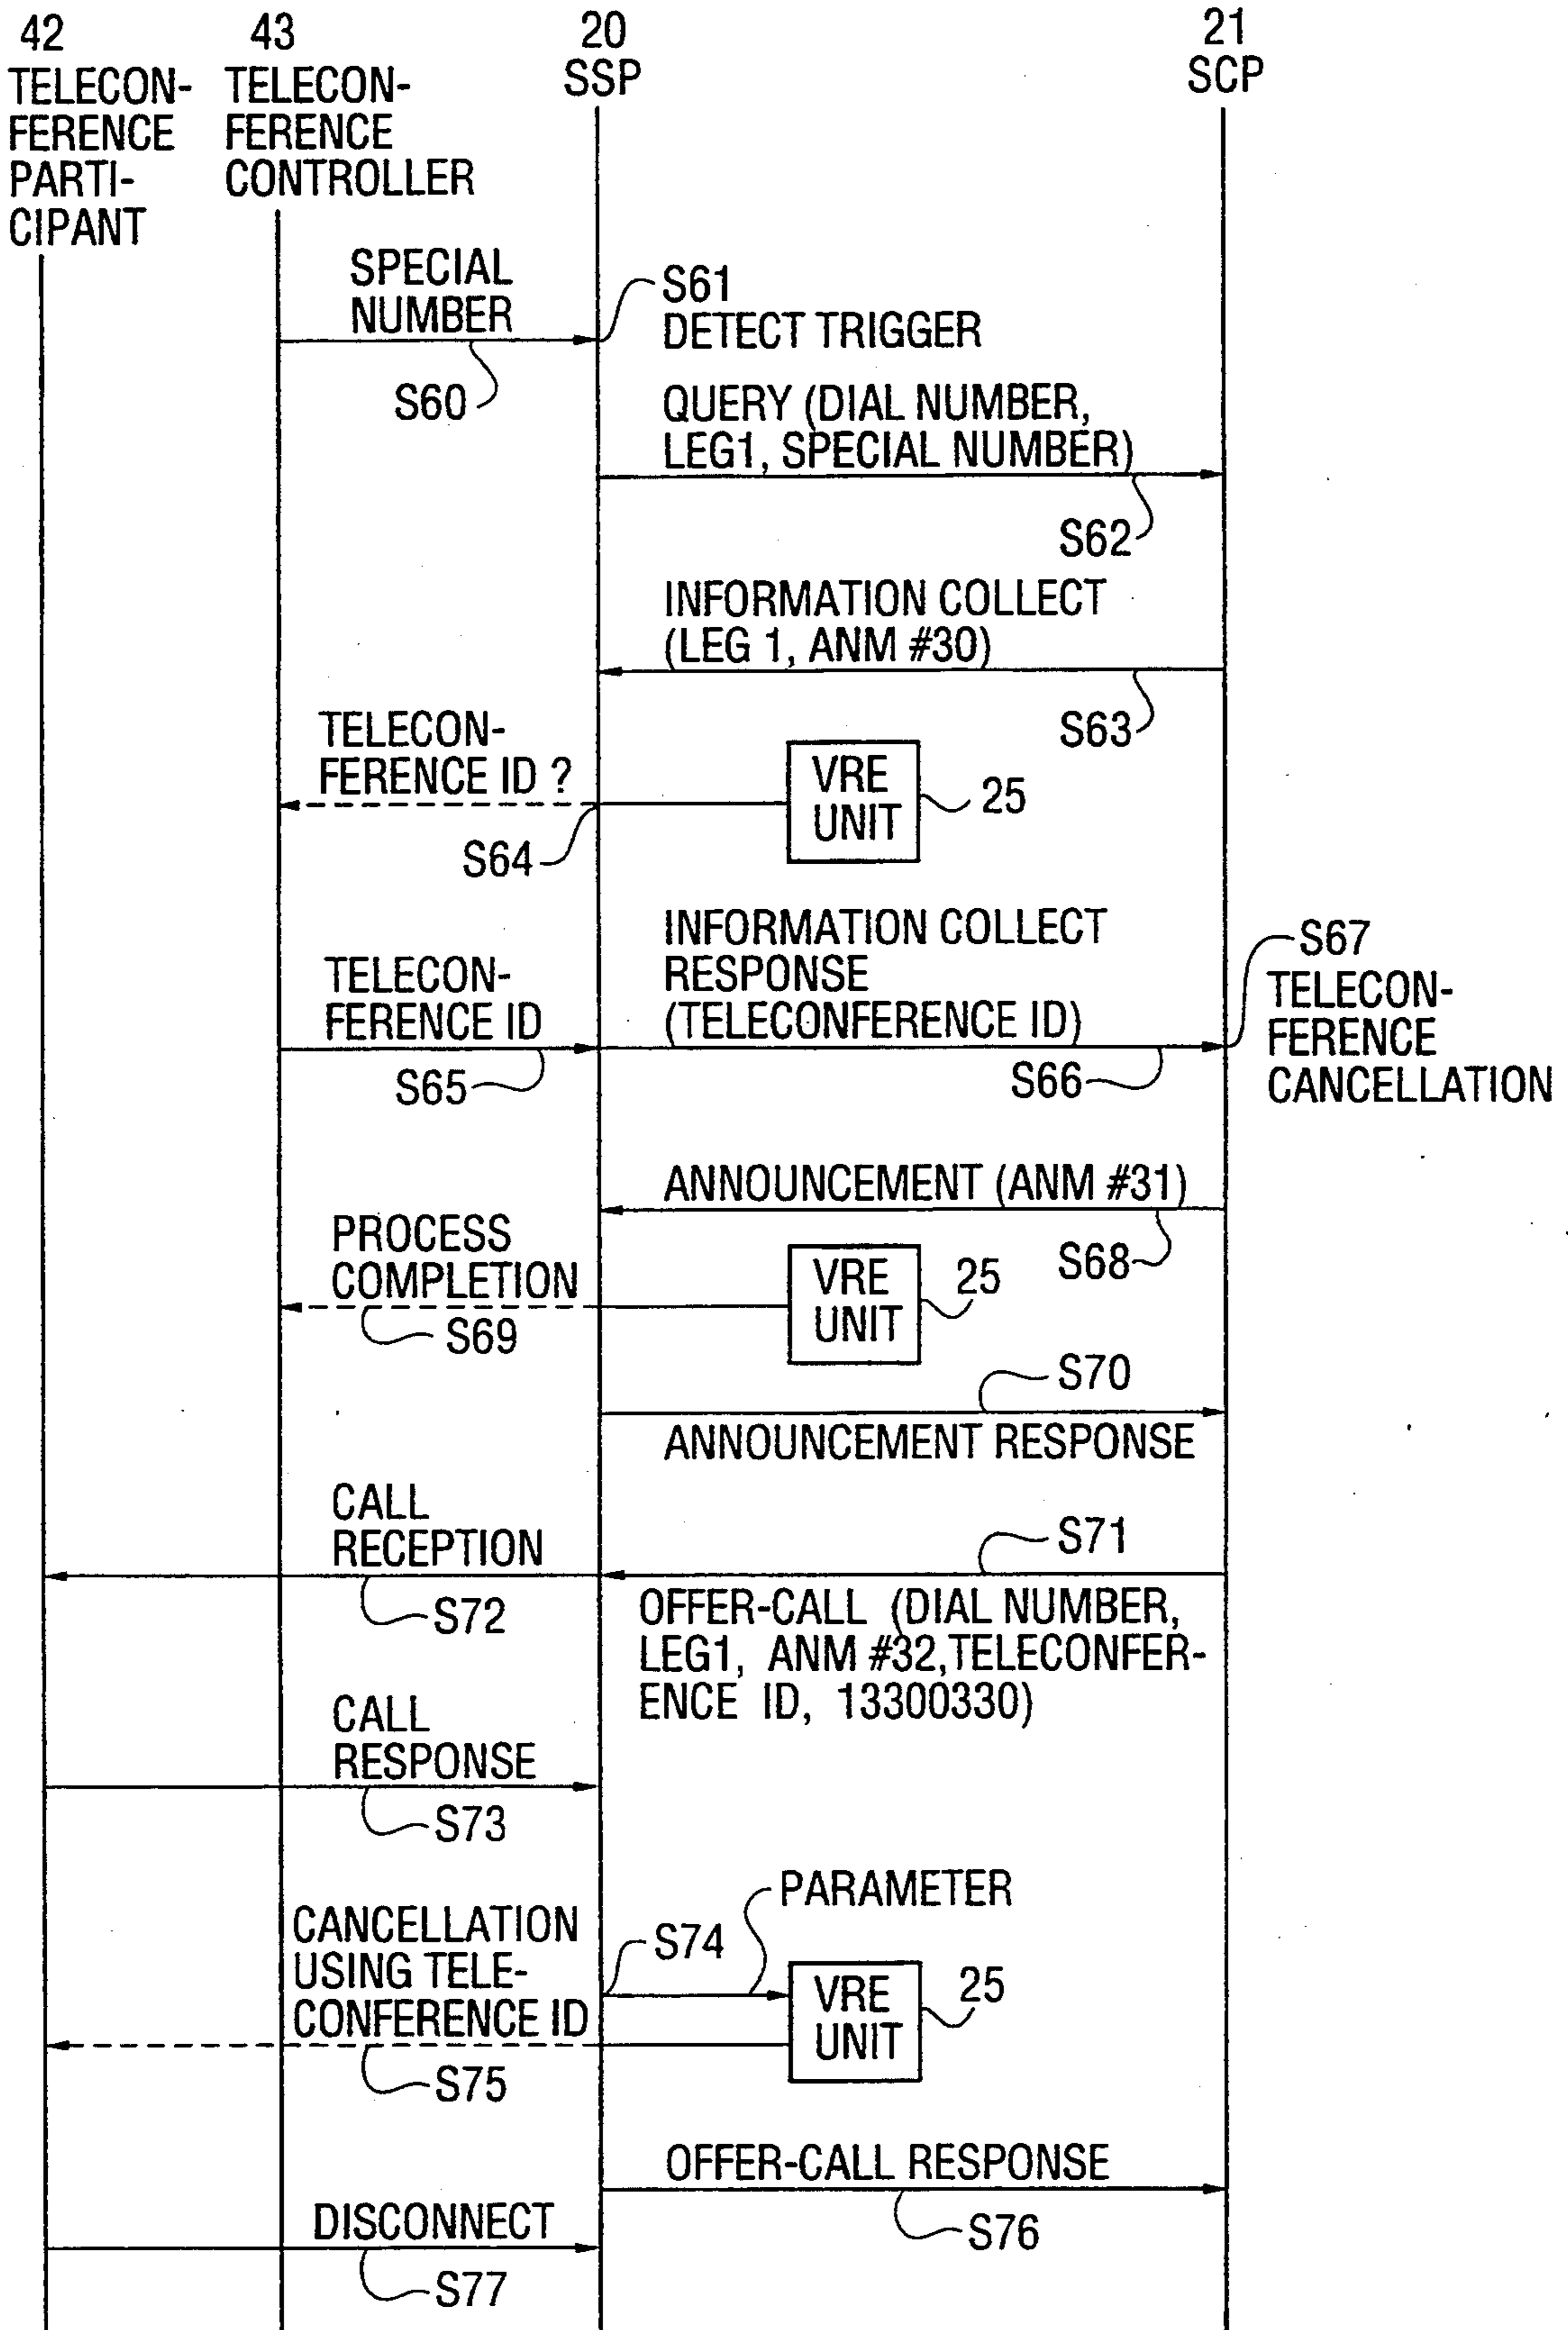 42
TELECON-
FERENCE
PARTI-
CIPANT
43
TELECON-
FERENCE
CONTROLLER
20
SSP
21
SCP
SPECIAL
NUMBER
S60
S61
DETECT TRIGGER
QUERY (DIAL NUMBER,
LEG1, SPECIAL NUMBER)
S62
INFORMATION COLLECT
(LEG 1, ANM #30)
S63
TELECON-
FERENCE ID ?
S64
VRE
UNIT
25
TELECON-
FERENCE ID
S65
INFORMATION COLLECT
RESPONSE
(TELECONFERENCE ID)
S66
S67
TELECON-
FERENCE
CANCELLATION
ANNOUNCEMENT (ANM #31)
S68
PROCESS
COMPLETION
S69
VRE
UNIT
25
S70
ANNOUNCEMENT RESPONSE
CALL
RECEPTION
S72
S71
OFFER-CALL (DIAL NUMBER,
LEG1, ANM #32,TELECONFER-
ENCE ID, 13300330)
CALL
RESPONSE
S73
PARAMETER
S74
CANCELLATION
USING TELE-
CONFERENCE ID
S75
VRE
UNIT
25
OFFER-CALL RESPONSE
S76
DISCONNECT
S77